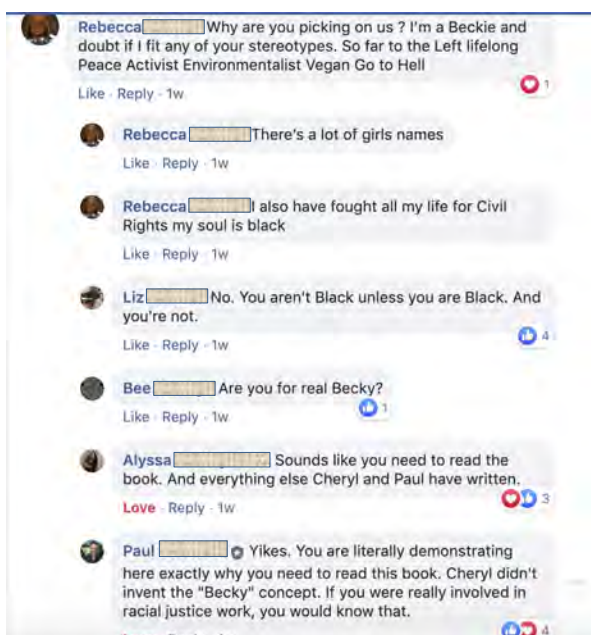 Rebecca Why are you picking on us ? I'm a Beckie and
doubt if I fit any of your stereotypes. So far to the Left lifelong
Peace Activist Environmentalist Vegan Go to Hell
1
Like · Reply · 1w
Rebecca There's a lot of girls names
Like · Reply · 1w
Rebecca I also have fought all my life for Civil
Rights my soul is black
Like · Reply · 1w
Liz No. You aren't Black unless you are Black. And
you're not.
4
Like · Reply · 1w
Bee Are you for real Becky?
1
Like · Reply · 1w
Alyssa Sounds like you need to read the
book. And everything else Cheryl and Paul have written.
3
Love · Reply · 1w
Paul Yikes. You are literally demonstrating
here exactly why you need to read this book. Cheryl didn't
invent the "Becky" concept. If you were really involved in
racial justice work, you would know that.
4